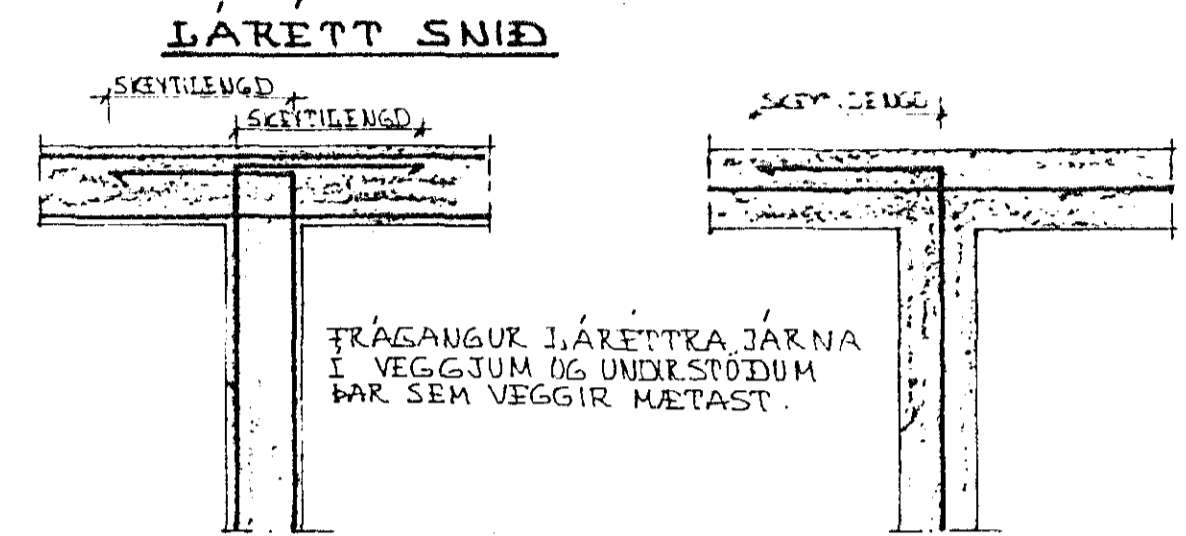 LÁRÉTT SNIÐ
SKEYTILENGD
SKEYTILENGD
FRÁGANGUR LÁRÉTTRA JÁRNA
Í VEGGJUM OG UNDIRSTÖÐUM
ÞAR SEM VEGGIR MÆTAST.